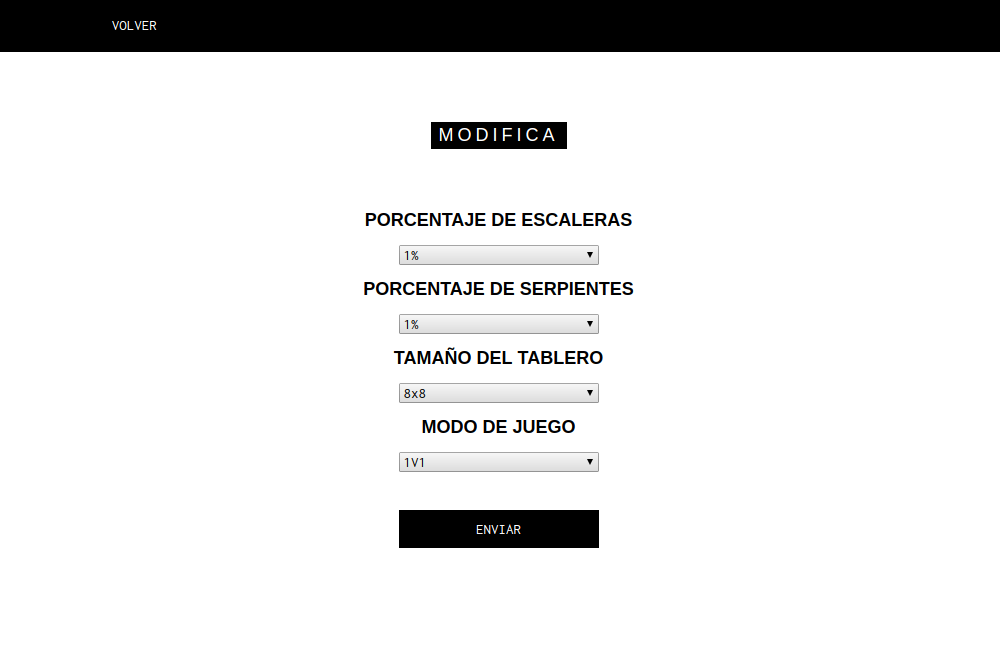 VOLVER
MODIFICA
PORCENTAJE DE ESCALERAS
1%
PORCENTAJE DE SERPIENTES
1%
TAMAÑO DEL TABLERO
8x8
MODO DE JUEGO
1V1
ENVIAR